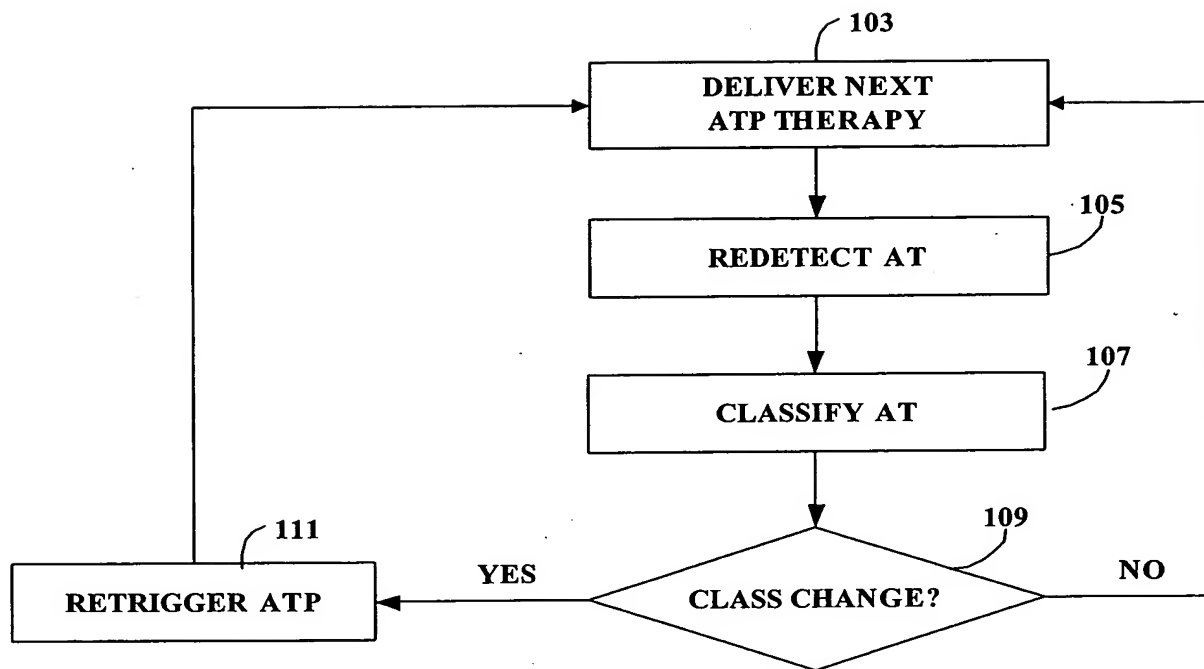 103
DELIVER NEXT
ATP THERAPY
105
REDETECT AT
107
CLASSIFY AT
109
CLASS CHANGE?
YES
NO
111
RETRIGGER ATP